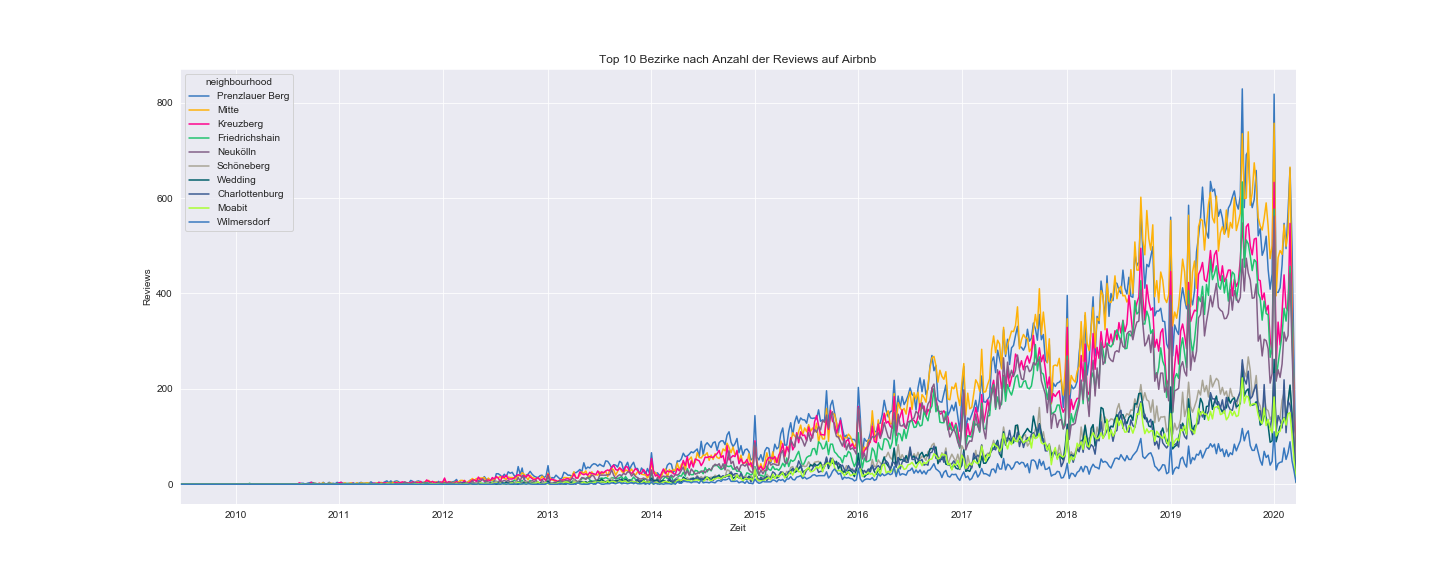 Top 10 Bezirke nach Anzahl der Reviews auf Airbnb
neighbourhood
Prenzlauer Berg
Mitte
Kreuzberg
Friedrichshain
Neukölln
Schöneberg
Wedding
Charlottenburg
Moabit
Wilmersdorf
800
600
400
200
0
Reviews
2010 2011 2012 2013 2014 2015 2016 2017 2018 2019 2020
Zeit